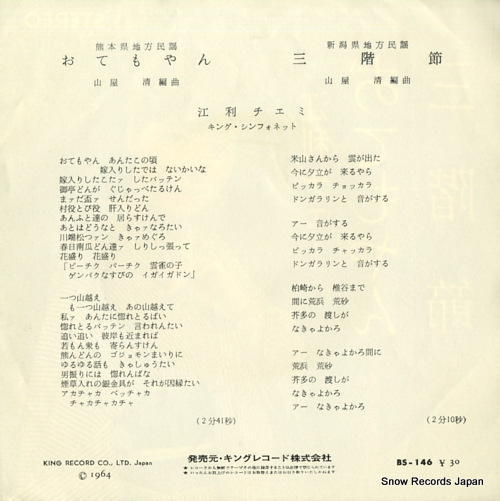 熊本県地方民謡
おてもやん
山屋 清編曲
新潟県地方民謡
三階節
山屋 清編曲
江利チエミ
キング・シンフォネット
おてもやん あんたこの頃
嫁入りしたでは ないかいな
嫁入りしたこたァ したバッテン
御亭どんが ぐじゃっぺたるけん
まァだ盃ァ せんだった
村役とび役 肝入りどん
あんふと達の 居らすけんで
あとはどうなと きゃァなろたい
川端松つァン きゃァめぐろ
春日南瓜どん達ァ しりしっ張って
花盛り 花盛り
「ピーチク パーチク 雲雀の子
ゲンパクなすびの イガイガドン」
一つ山越え
も一つ山越え あの山越えて
私ァ あんたに惚れとるばい
惚れとるバッテン 言われんたい
追い追い 彼岸も近まれば
若もん衆も 寄らんすけん
熊んどんの ゴジョモンまいりに
ゆるゆる話も きゃしゅうたい
男振りには 惚れんばな
煙草入れの銀金具が それが因縁たい
アカチャカ ベッチャカ
チャカチャカチャ
(2分41秒)
米山さんから 雲が出た
今に夕立が 来るやら
ピッカラ チョッカラ
ドンガラリンと 音がする
アー 音がする
今に夕立が 来るやら
ピッカラ チャッカラ
ドンガラリンと 音がする
柏崎から 椎谷まで
間に荒浜 荒砂
芥多の 渡しが
なきゃよかろ
アー なきゃよかろ間に
荒浜 荒砂
芥多の 渡しが
なきゃよかろ
アー なきゃよかろ
(2分10秒)
KING RECORD CO., LTD. Japan
©1964
発売元・キングレコード株式会社
BS-146 ¥30
Snow Records Japan